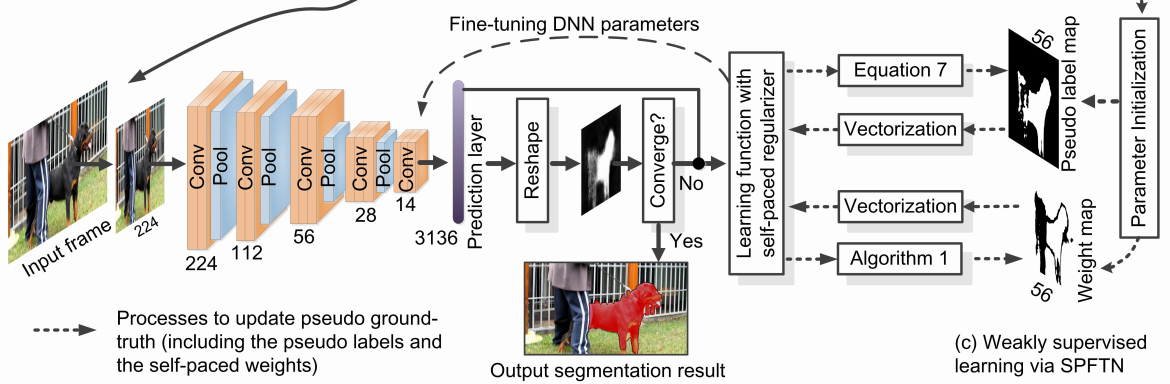 Fine-tuning DNN parameters
Input frame
224
Conv
Pool
Conv
Pool
Conv
Pool
Conv
Pool
Conv
224
112
56
28
14
3136
Prediction layer
Reshape
Converge?
No
Yes
Learning function with
self-paced regularizer
Equation 7
Vectorization
Vectorization
Algorithm 1
56
Pseudo label map
56
Weight map
Parameter Initialization
Processes to update pseudo ground-
truth (including the pseudo labels and
the self-paced weights)
Output segmentation result
(c) Weakly supervised
learning via SPFTN